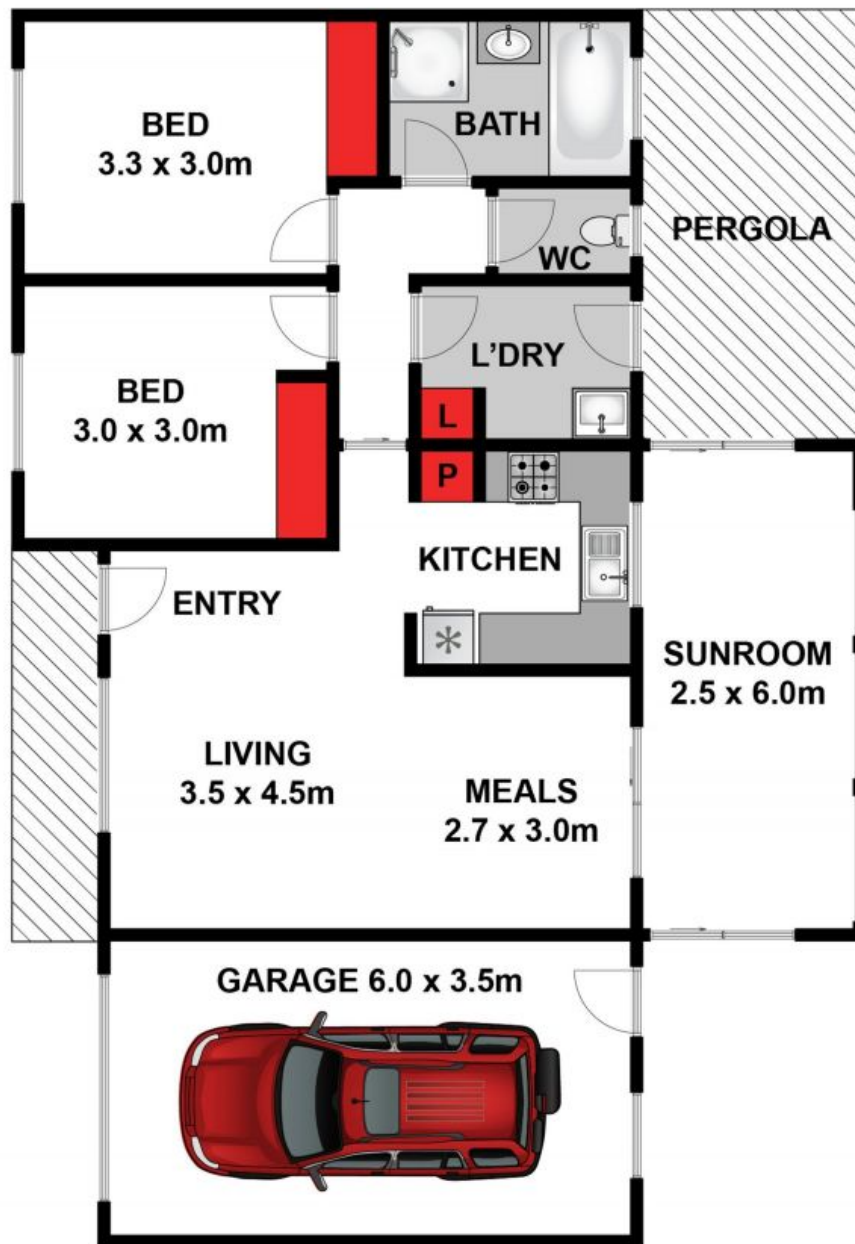 BED
3.3 x 3.0m
BATH
WC
PERGOLA
BED
3.0 x 3.0m
L'DRY
L
P
KITCHEN
ENTRY
SUNROOM
2.5 x 6.0m
LIVING
3.5 x 4.5m
MEALS
2.7 x 3.0m
GARAGE 6.0 x 3.5m